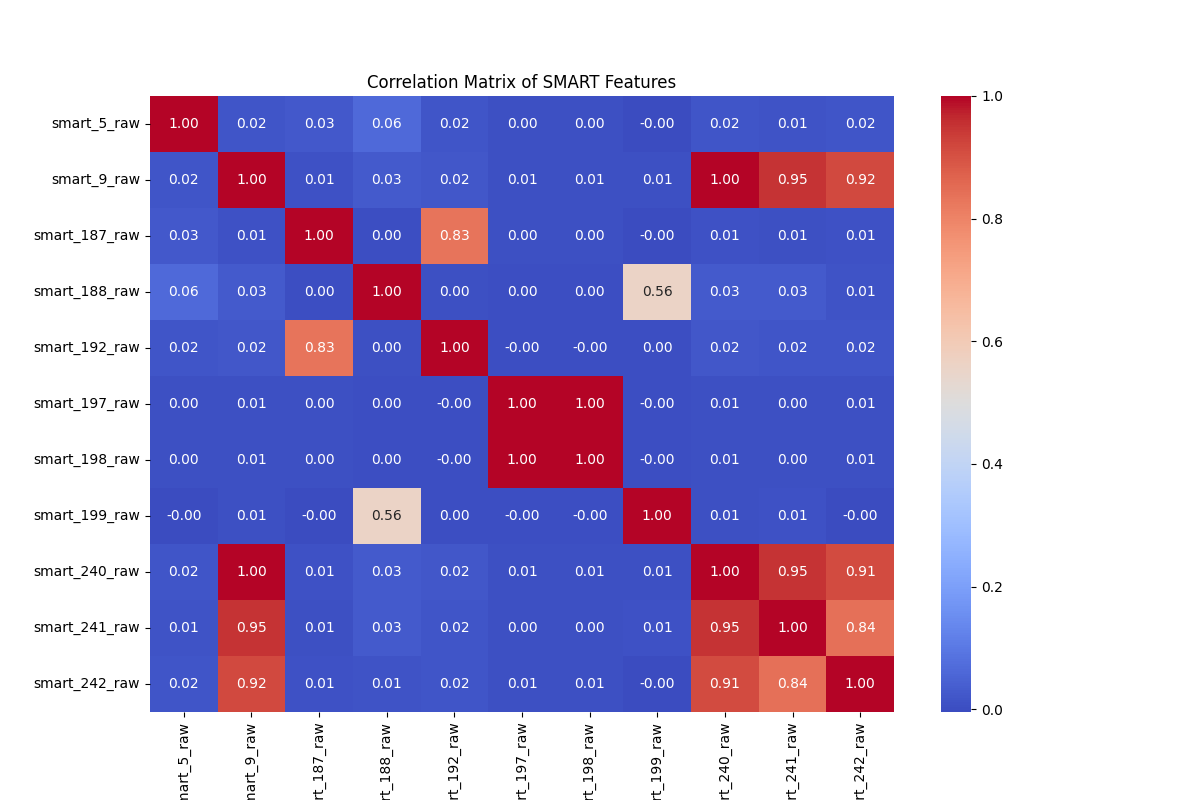 Correlation Matrix of SMART Features
smart_5_raw 1.00 0.02 0.03 0.06 0.02 0.00 0.00 -0.00 0.02 0.01 0.02
smart_9_raw 0.02 1.00 0.01 0.03 0.02 0.01 0.01 0.01 1.00 0.95 0.92
smart_187_raw 0.03 0.01 1.00 0.00 0.83 0.00 0.00 -0.00 0.01 0.01 0.01
smart_188_raw 0.06 0.03 0.00 1.00 0.00 0.00 0.00 0.56 0.03 0.03 0.01
smart_192_raw 0.02 0.02 0.83 0.00 1.00 -0.00 -0.00 0.00 0.02 0.02 0.02
smart_197_raw 0.00 0.01 0.00 0.00 -0.00 1.00 1.00 -0.00 0.01 0.00 0.01
smart_198_raw 0.00 0.01 0.00 0.00 -0.00 1.00 1.00 -0.00 0.01 0.00 0.01
smart_199_raw -0.00 0.01 -0.00 0.56 0.00 -0.00 -0.00 1.00 0.01 0.01 -0.00
smart_240_raw 0.02 1.00 0.01 0.03 0.02 0.01 0.01 0.01 1.00 0.95 0.91
smart_241_raw 0.01 0.95 0.01 0.03 0.02 0.00 0.00 0.01 0.95 1.00 0.84
smart_242_raw 0.02 0.92 0.01 0.01 0.02 0.01 0.01 -0.00 0.91 0.84 1.00
mart_5_raw
mart_9_raw
rt_187_raw
rt_188_raw
rt_192_raw
rt_197_raw
rt_198_raw
rt_199_raw
rt_240_raw
rt_241_raw
rt_242_raw
1.0
0.8
0.6
0.4
0.2
0.0